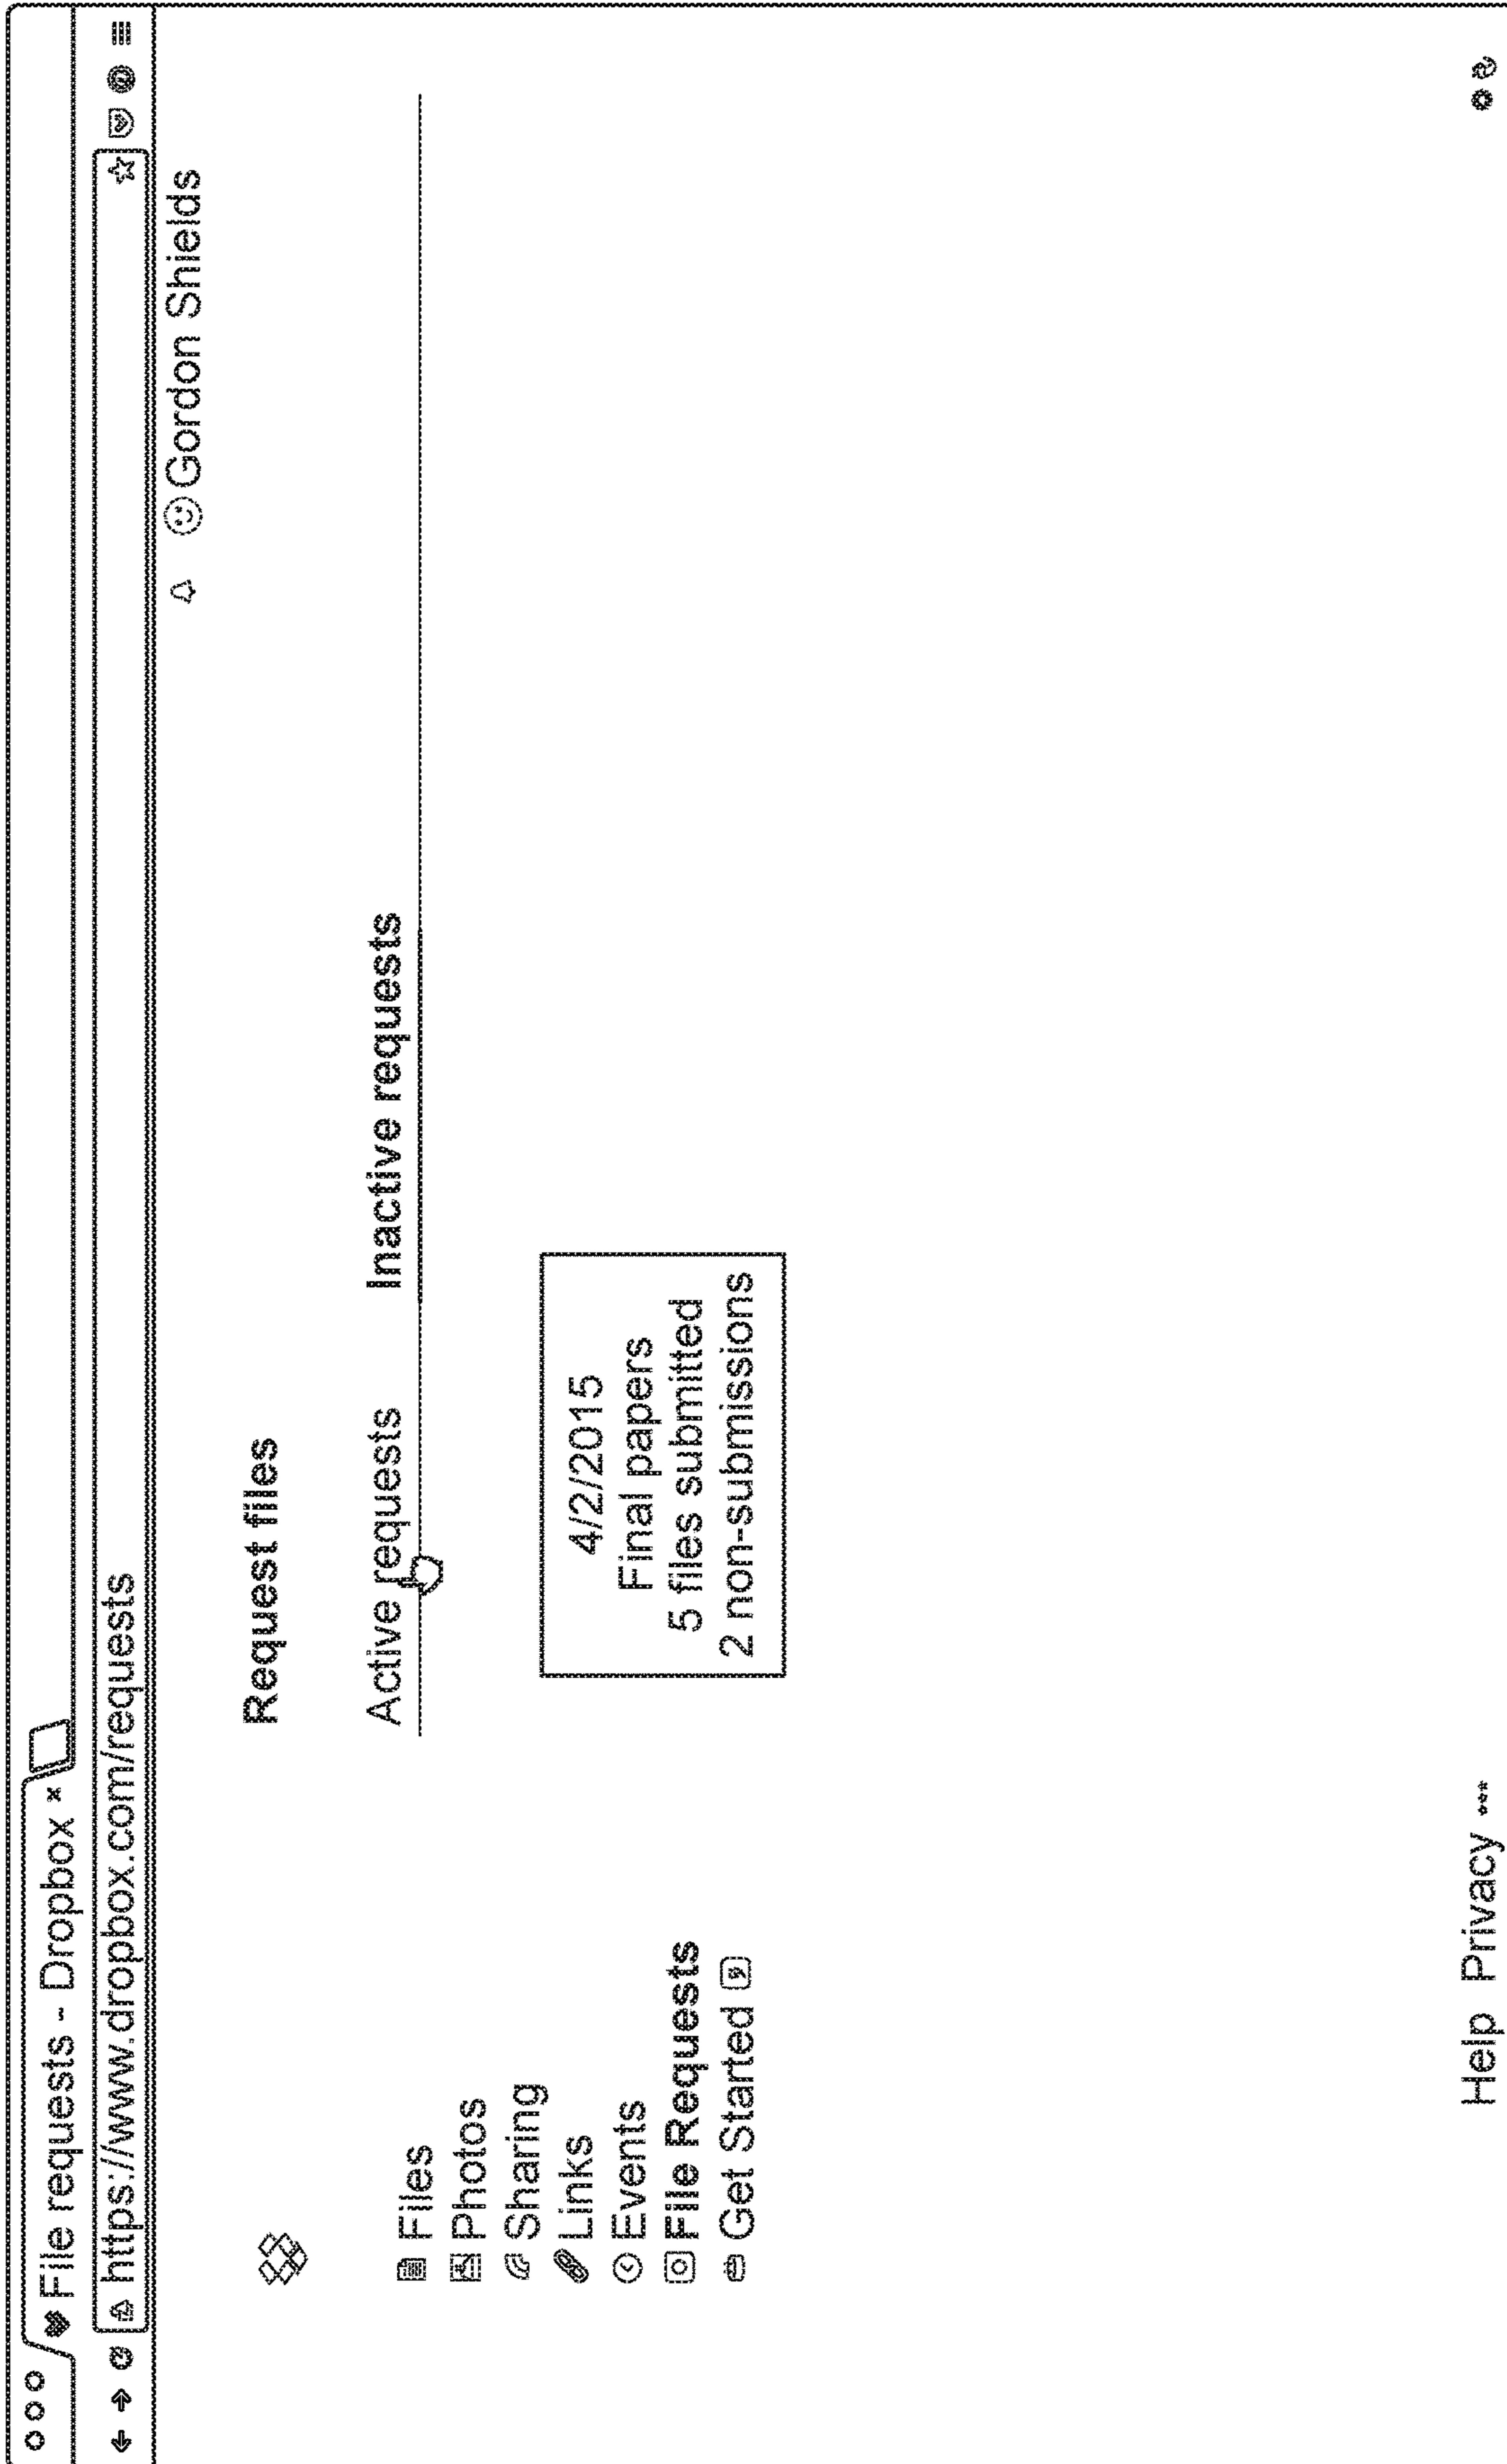 File requests - Dropbox ×
https://www.dropbox.com/requests
Gordon Shields
Request files
Active requests Inactive requests
Files
Photos
Sharing
Links
Events
File Requests
Get Started
4/2/2015
Final papers
5 files submitted
2 non-submissions
Help Privacy •••